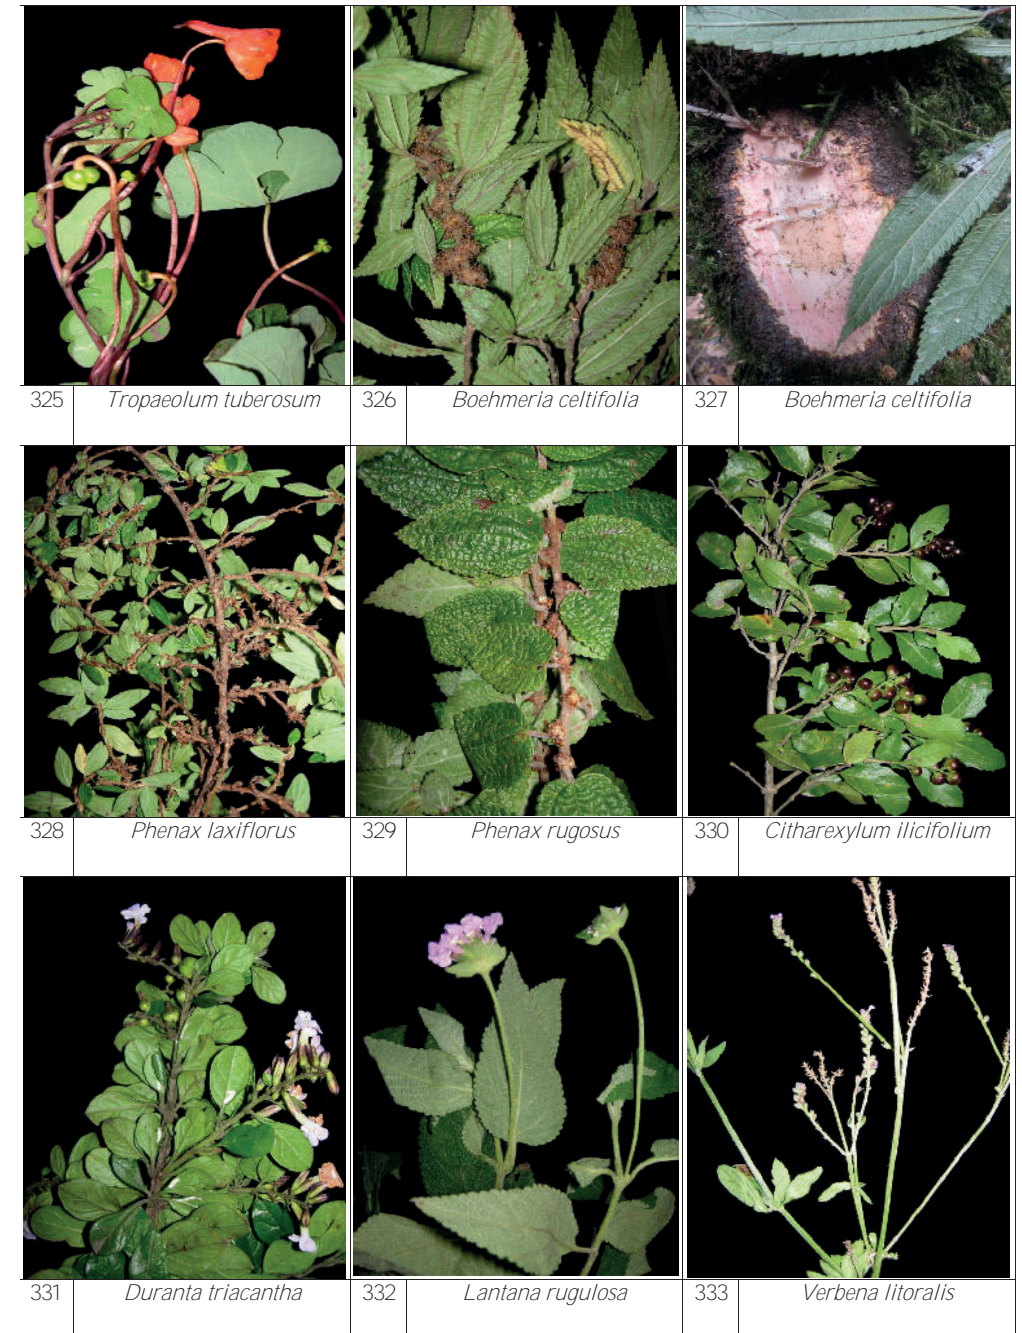 325 Tropaeolum tuberosum 326 Boehmeria celtifolia 327 Boehmeria celtifolia
328 Phenax laxiflorus 329 Phenax rugosus 330 Citharexylum ilicifolium
331 Duranta triacantha 332 Lantana rugulosa 333 Verbena litoralis